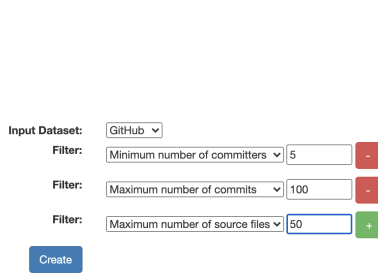 Input Dataset: GitHub
Filter: Minimum number of committers 5 -
Filter: Maximum number of commits 100 -
Filter: Maximum number of source files 50 +
Create